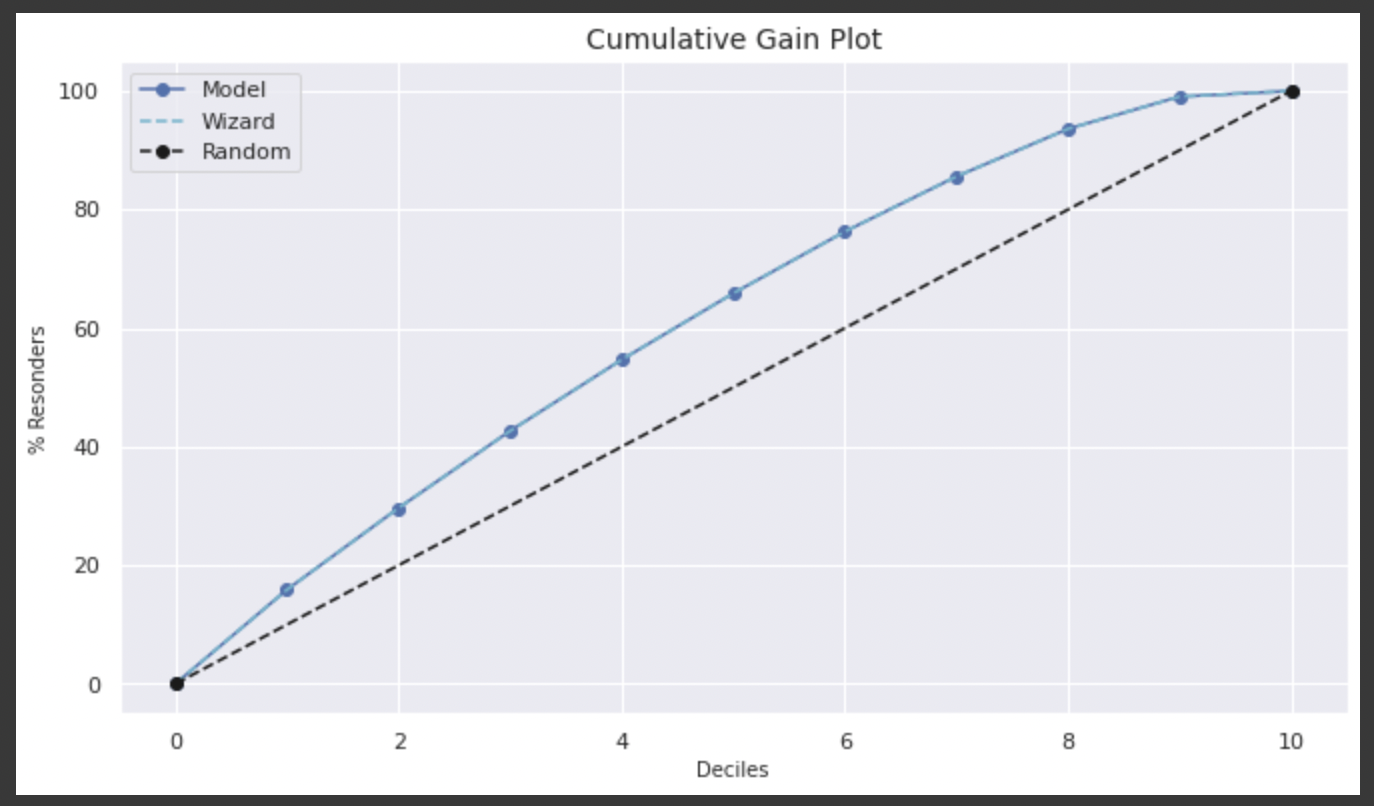 Cumulative Gain Plot
Model
Wizard
Random
100
80
60
40
20
0
% Resonders
0 2 4 6 8 10
Deciles